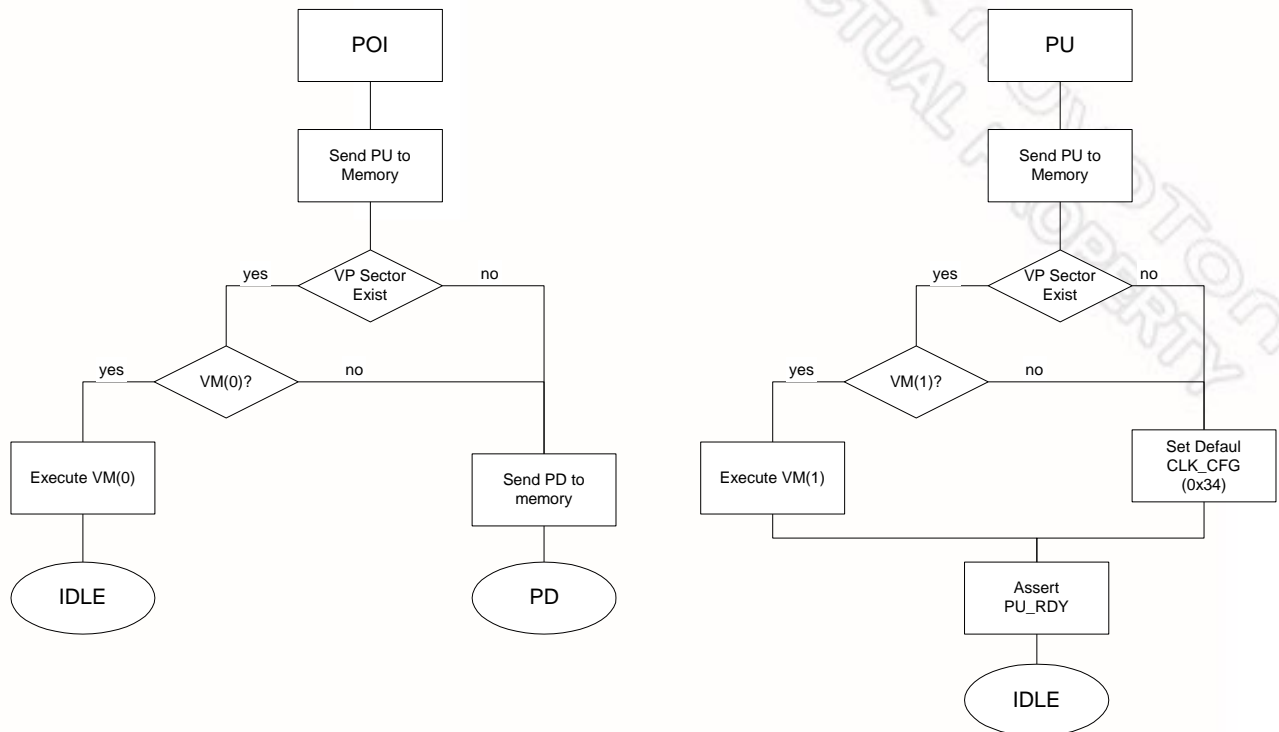 POI
Send PU to
Memory
VP Sector
Exist
yes
no
VM(0)?
yes
no
Execute VM(0)
Send PD to
memory
IDLE
PD
PU
Send PU to
Memory
VP Sector
Exist
yes
no
VM(1)?
yes
no
Execute VM(1)
Set Defaul
CLK_CFG
(0x34)
Assert
PU_RDY
IDLE
PROPERTY